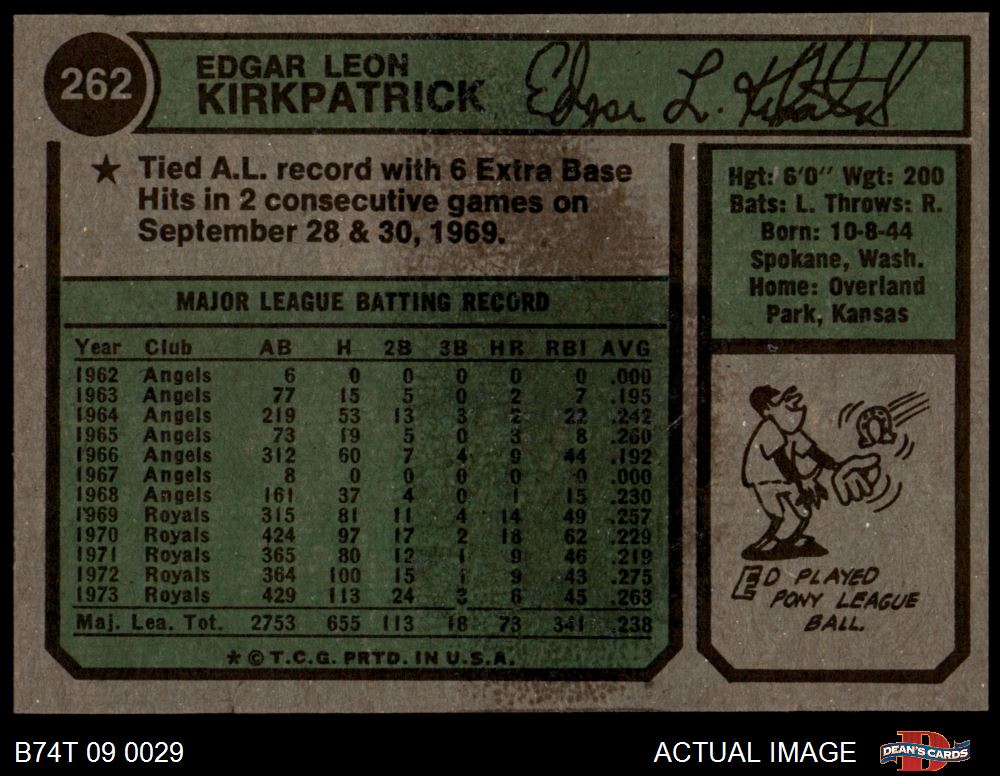 262
EDGAR LEON
KIRKPATRICK
Edgar L. Kirkpatrick
★ Tied A.L. record with 6 Extra Base
Hits in 2 consecutive games on
September 28 & 30, 1969.
Hgt: 6'0" Wgt: 200
Bats: L. Throws: R.
Born: 10-8-44
Spokane, Wash.
Home: Overland
Park, Kansas
MAJOR LEAGUE BATTING RECORD
Year Club AB H 2B 3B HR RBI AVG
1962 Angels 6 0 0 0 0 0 .000
1963 Angels 77 15 5 0 2 7 .195
1964 Angels 219 53 13 3 2 22 .242
1965 Angels 73 19 5 0 3 8 .260
1966 Angels 312 60 7 4 9 44 .192
1967 Angels 8 0 0 0 0 0 .000
1968 Angels 161 37 4 0 1 15 .230
1969 Royals 315 81 11 4 14 49 .257
1970 Royals 424 97 17 2 18 62 .229
1971 Royals 365 80 12 1 9 46 .219
1972 Royals 364 100 15 1 9 43 .275
1973 Royals 429 113 24 3 6 45 .263
Maj. Lea. Tot. 2753 655 113 18 73 341 .238
* © T.C.G. PRTD. IN U.S.A.
ED PLAYED
PONY LEAGUE
BALL.
B74T 09 0029
ACTUAL IMAGE
DEAN'S CARDS